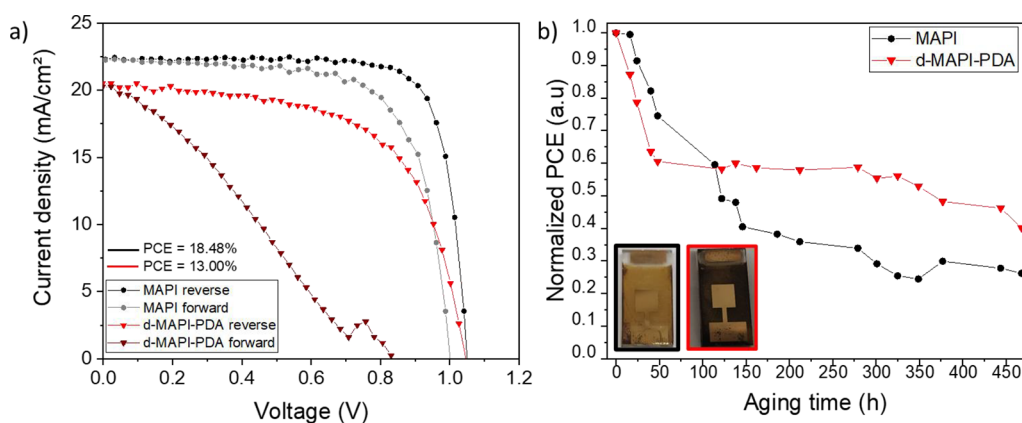 a)
Current density (mA/cm²)
25
20
15
10
5
0
PCE = 18.48%
PCE = 13.00%
MAPI reverse
MAPI forward
d-MAPI-PDA reverse
d-MAPI-PDA forward
0.0 0.2 0.4 0.6 0.8 1.0 1.2
Voltage (V)
b)
Normalized PCE (a.u)
1.0
0.9
0.8
0.7
0.6
0.5
0.4
0.3
0.2
0.1
0.0
MAPI
d-MAPI-PDA
0 50 100 150 200 250 300 350 400 450
Aging time (h)